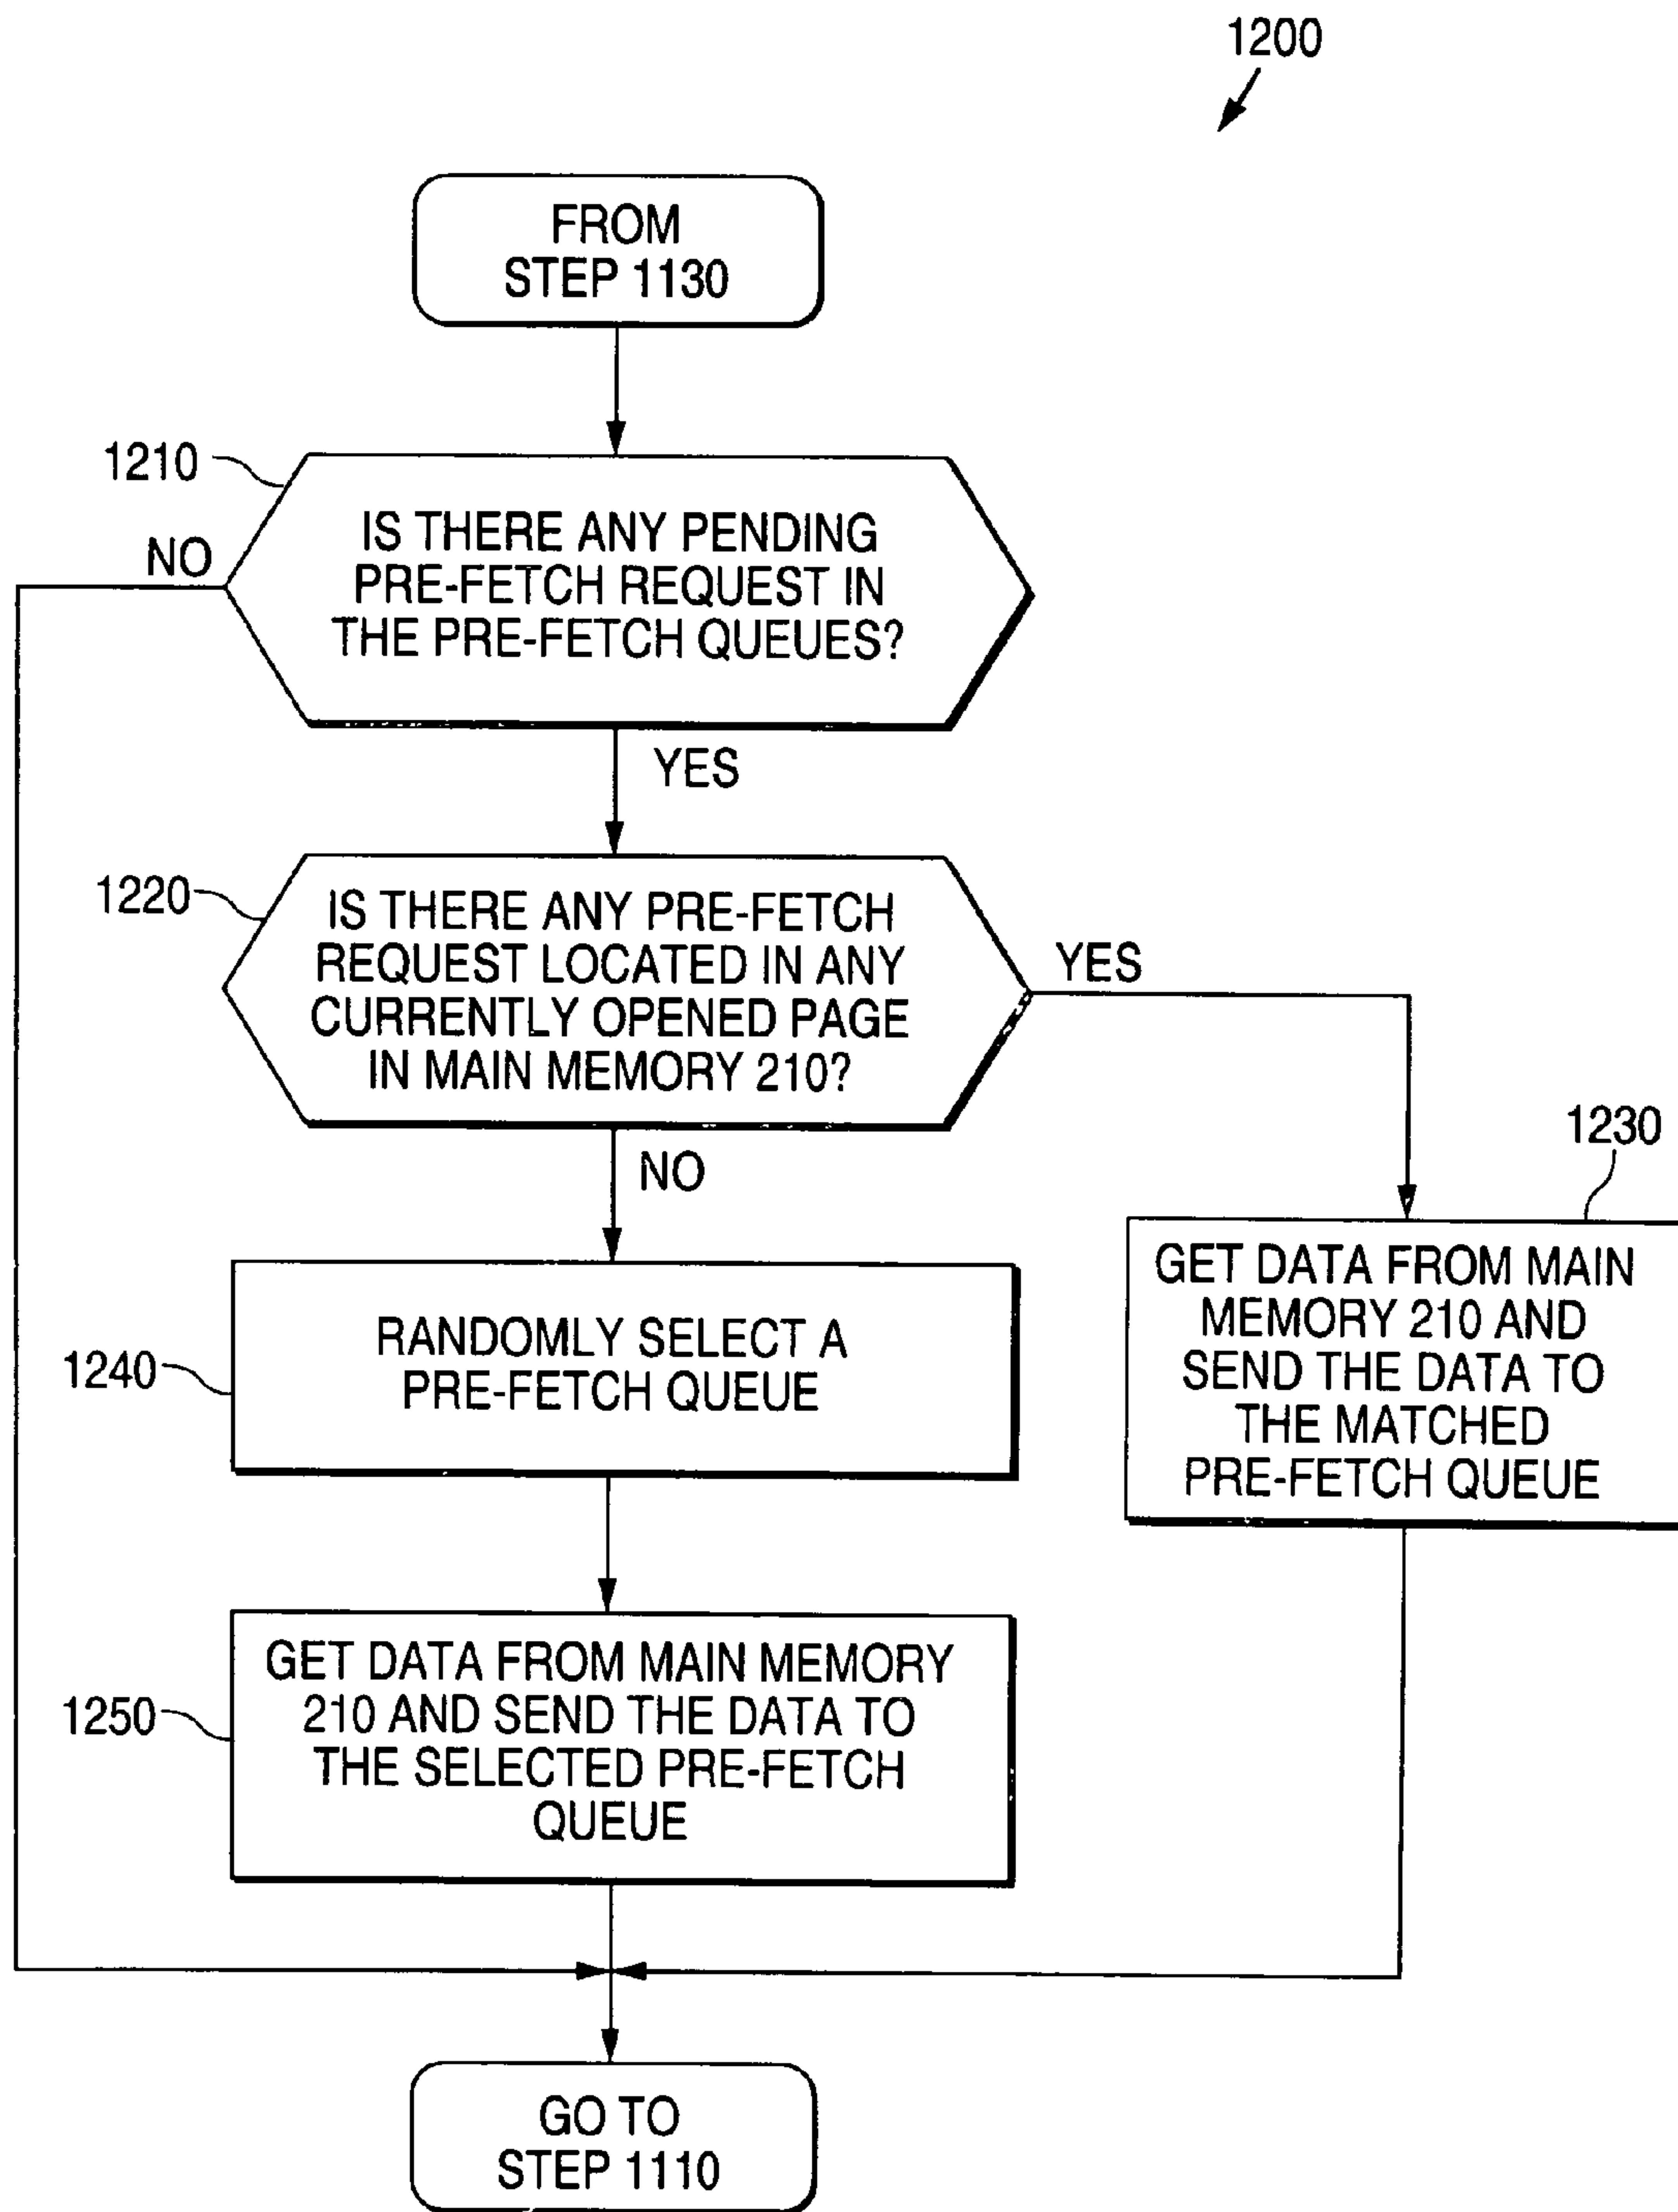 1200
FROM
STEP 1130
1210
NO
IS THERE ANY PENDING
PRE-FETCH REQUEST IN
THE PRE-FETCH QUEUES?
YES
1220
IS THERE ANY PRE-FETCH
REQUEST LOCATED IN ANY
CURRENTLY OPENED PAGE
IN MAIN MEMORY 210?
YES
NO
1230
GET DATA FROM MAIN
MEMORY 210 AND
SEND THE DATA TO
THE MATCHED
PRE-FETCH QUEUE
1240
RANDOMLY SELECT A
PRE-FETCH QUEUE
1250
GET DATA FROM MAIN MEMORY
210 AND SEND THE DATA TO
THE SELECTED PRE-FETCH
QUEUE
GO TO
STEP 1110